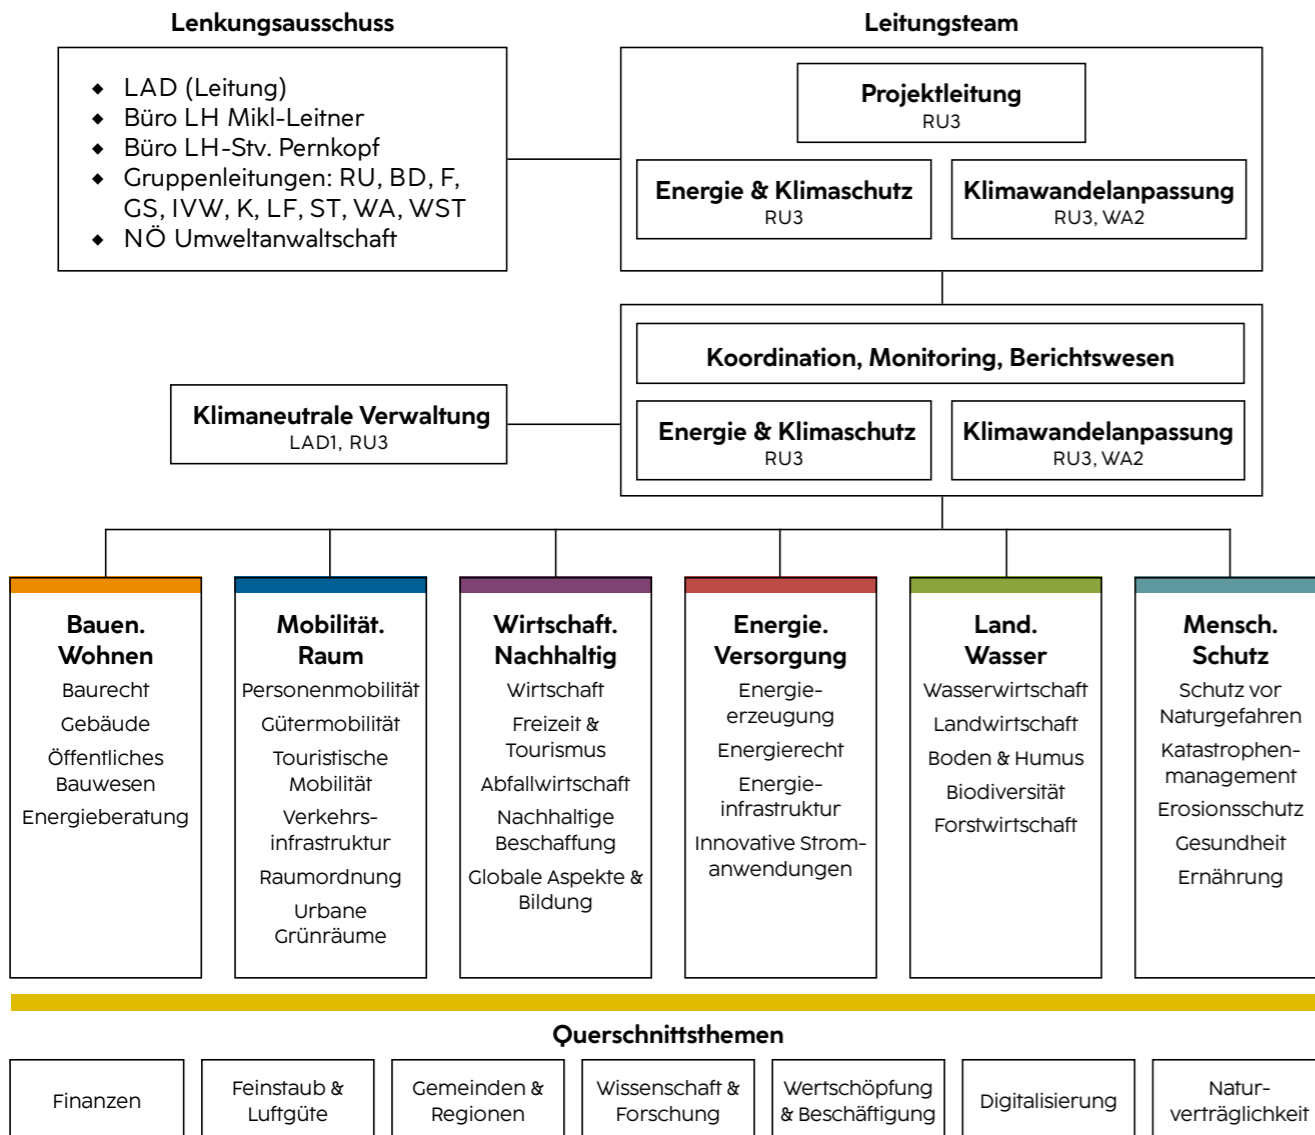 Lenkungsausschuss
◆ LAD (Leitung)
◆ Büro LH Mikl-Leitner
◆ Büro LH-Stv. Pernkopf
◆ Gruppenleitungen: RU, BD, F,
GS, IVW, K, LF, ST, WA, WST
◆ NÖ Umweltanwaltschaft
Leitungsteam
Projektleitung
RU3
Energie & Klimaschutz
RU3
Klimawandelanpassung
RU3, WA2
Koordination, Monitoring, Berichtswesen
Klimaneutrale Verwaltung
LAD1, RU3
Energie & Klimaschutz
RU3
Klimawandelanpassung
RU3, WA2
Bauen.
Wohnen
Baurecht
Gebäude
Öffentliches
Bauwesen
Energieberatung
Mobilität.
Raum
Personenmobilität
Gütermobilität
Touristische
Mobilität
Verkehrs-
infrastruktur
Raumordnung
Urbane
Grünräume
Wirtschaft.
Nachhaltig
Wirtschaft
Freizeit &
Tourismus
Abfallwirtschaft
Nachhaltige
Beschaffung
Globale Aspekte &
Bildung
Energie.
Versorgung
Energie-
erzeugung
Energierecht
Energie-
infrastruktur
Innovative Strom-
anwendungen
Land.
Wasser
Wasserwirtschaft
Landwirtschaft
Boden & Humus
Biodiversität
Forstwirtschaft
Mensch.
Schutz
Schutz vor
Naturgefahren
Katastrophen-
management
Erosionsschutz
Gesundheit
Ernährung
Querschnittsthemen
Finanzen
Feinstaub &
Luftgüte
Gemeinden &
Regionen
Wissenschaft &
Forschung
Wertschöpfung
& Beschäftigung
Digitalisierung
Natur-
verträglichkeit